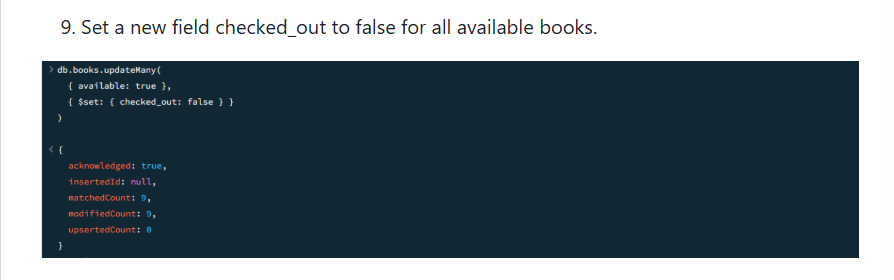 9. Set a new field checked_out to false for all available books.
> db.books.updateMany(
{ available: true },
{ $set: { checked_out: false } }
)
< {
acknowledged: true,
insertedId: null,
matchedCount: 9,
modifiedCount: 9,
upsertedCount: 0
}